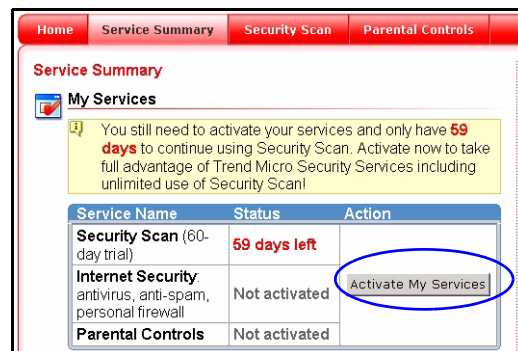 Home Service Summary Security Scan Parental Controls
Service Summary
My Services
You still need to activate your services and only have 59
days to continue using Security Scan. Activate now to take
full advantage of Trend Micro Security Services including
unlimited use of Security Scan!
Service Name Status Action
Security Scan (60-
day trial)
59 days left
Internet Security:
antivirus, anti-spam,
personal firewall
Not activated
Activate My Services
Parental Controls Not activated